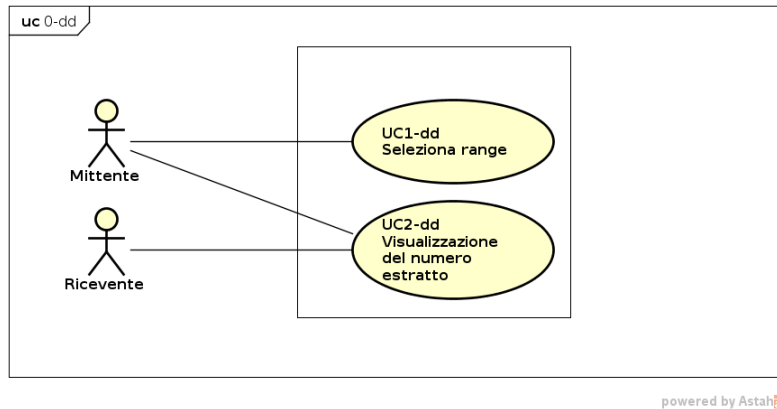 uc 0-dd
UC1-dd
Seleziona range
Mittente
UC2-dd
Visualizzazione
del numero
estratto
Ricevente
powered by Astah